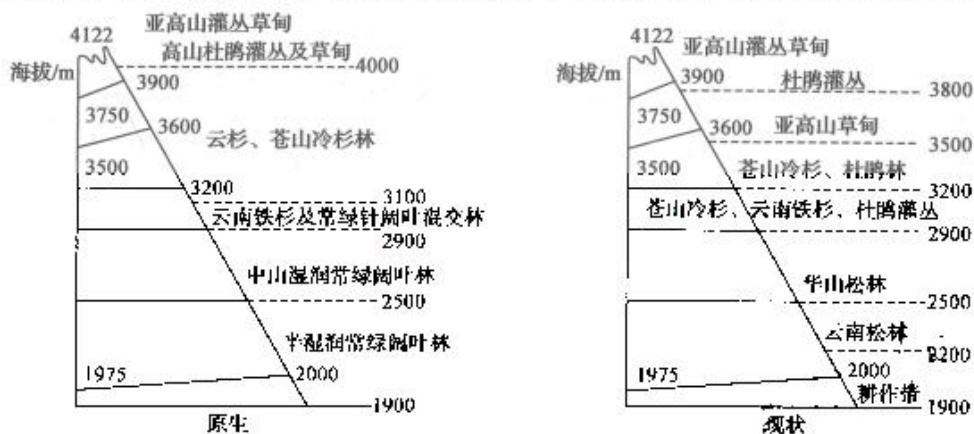 亚高山灌丛草甸
4122
高山杜鹃灌丛及草甸
4000
海拔/m
3900
3750
3600
云杉、苍山冷杉林
3500
3200
3100
云南铁杉及常绿针阔叶混交林
2900
中山湿润常绿阔叶林
2500
半湿润常绿阔叶林
1975
2000
1900
原生
4122
亚高山灌丛草甸
海拔/m
3900
杜鹃灌丛
3800
3750
3600
亚高山草甸
3500
3500
苍山冷杉、杜鹃林
3200
苍山冷杉、云南铁杉、杜鹃灌丛
2900
华山松林
2500
云南松林
2200
1975
2000
耕作
1900
现状